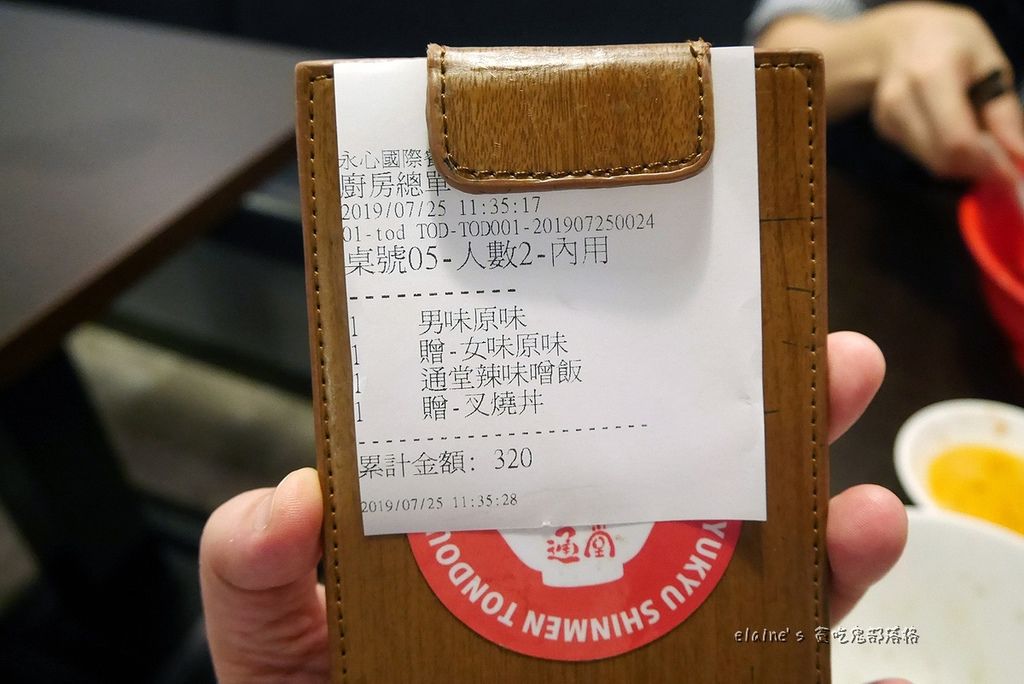 永心國際
廚房總單
2019/07/25 11:35:17
01-tod TOD-TOD001-201907250024
桌號05-人數2-內用
1 男味原味
1 贈-女味原味
1 通堂辣味噌飯
1 贈-叉燒丼
累計金額: 320
2019/07/25 11:35:28
通堂
YUKYU SHINMEN TONDOU
elaine's 貪吃鬼部落格